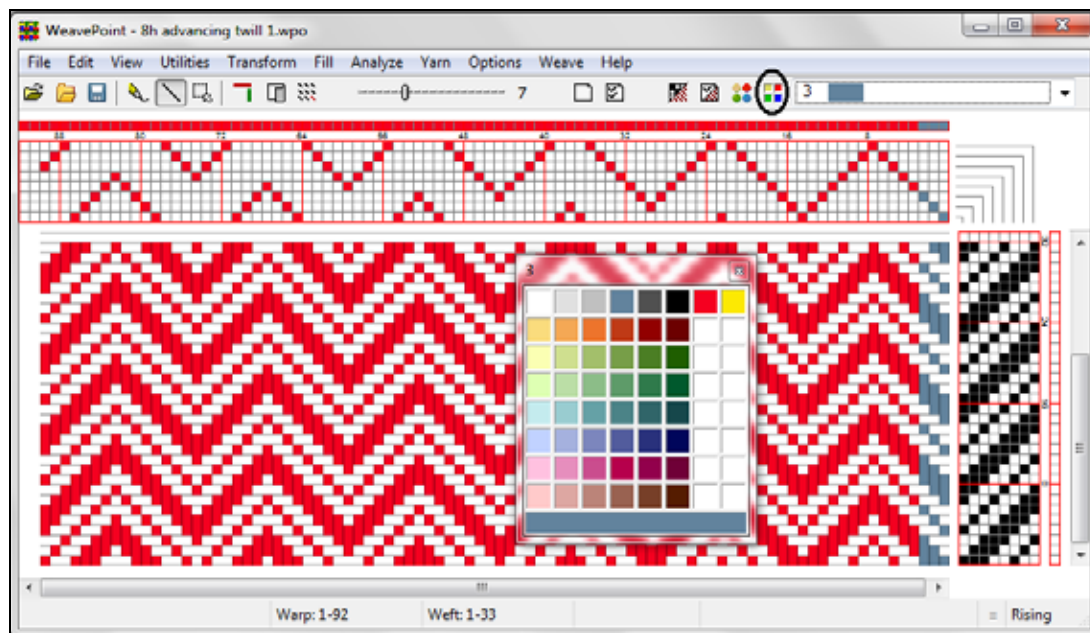 WeavePoint - 8h advancing twill 1.wpo
File Edit View Utilities Transform Fill Analyze Yarn Options Weave Help
7 3
88 80 72 64 56 48 40 32 24 16 8
3
Warp: 1-92 Weft: 1-33 Rising